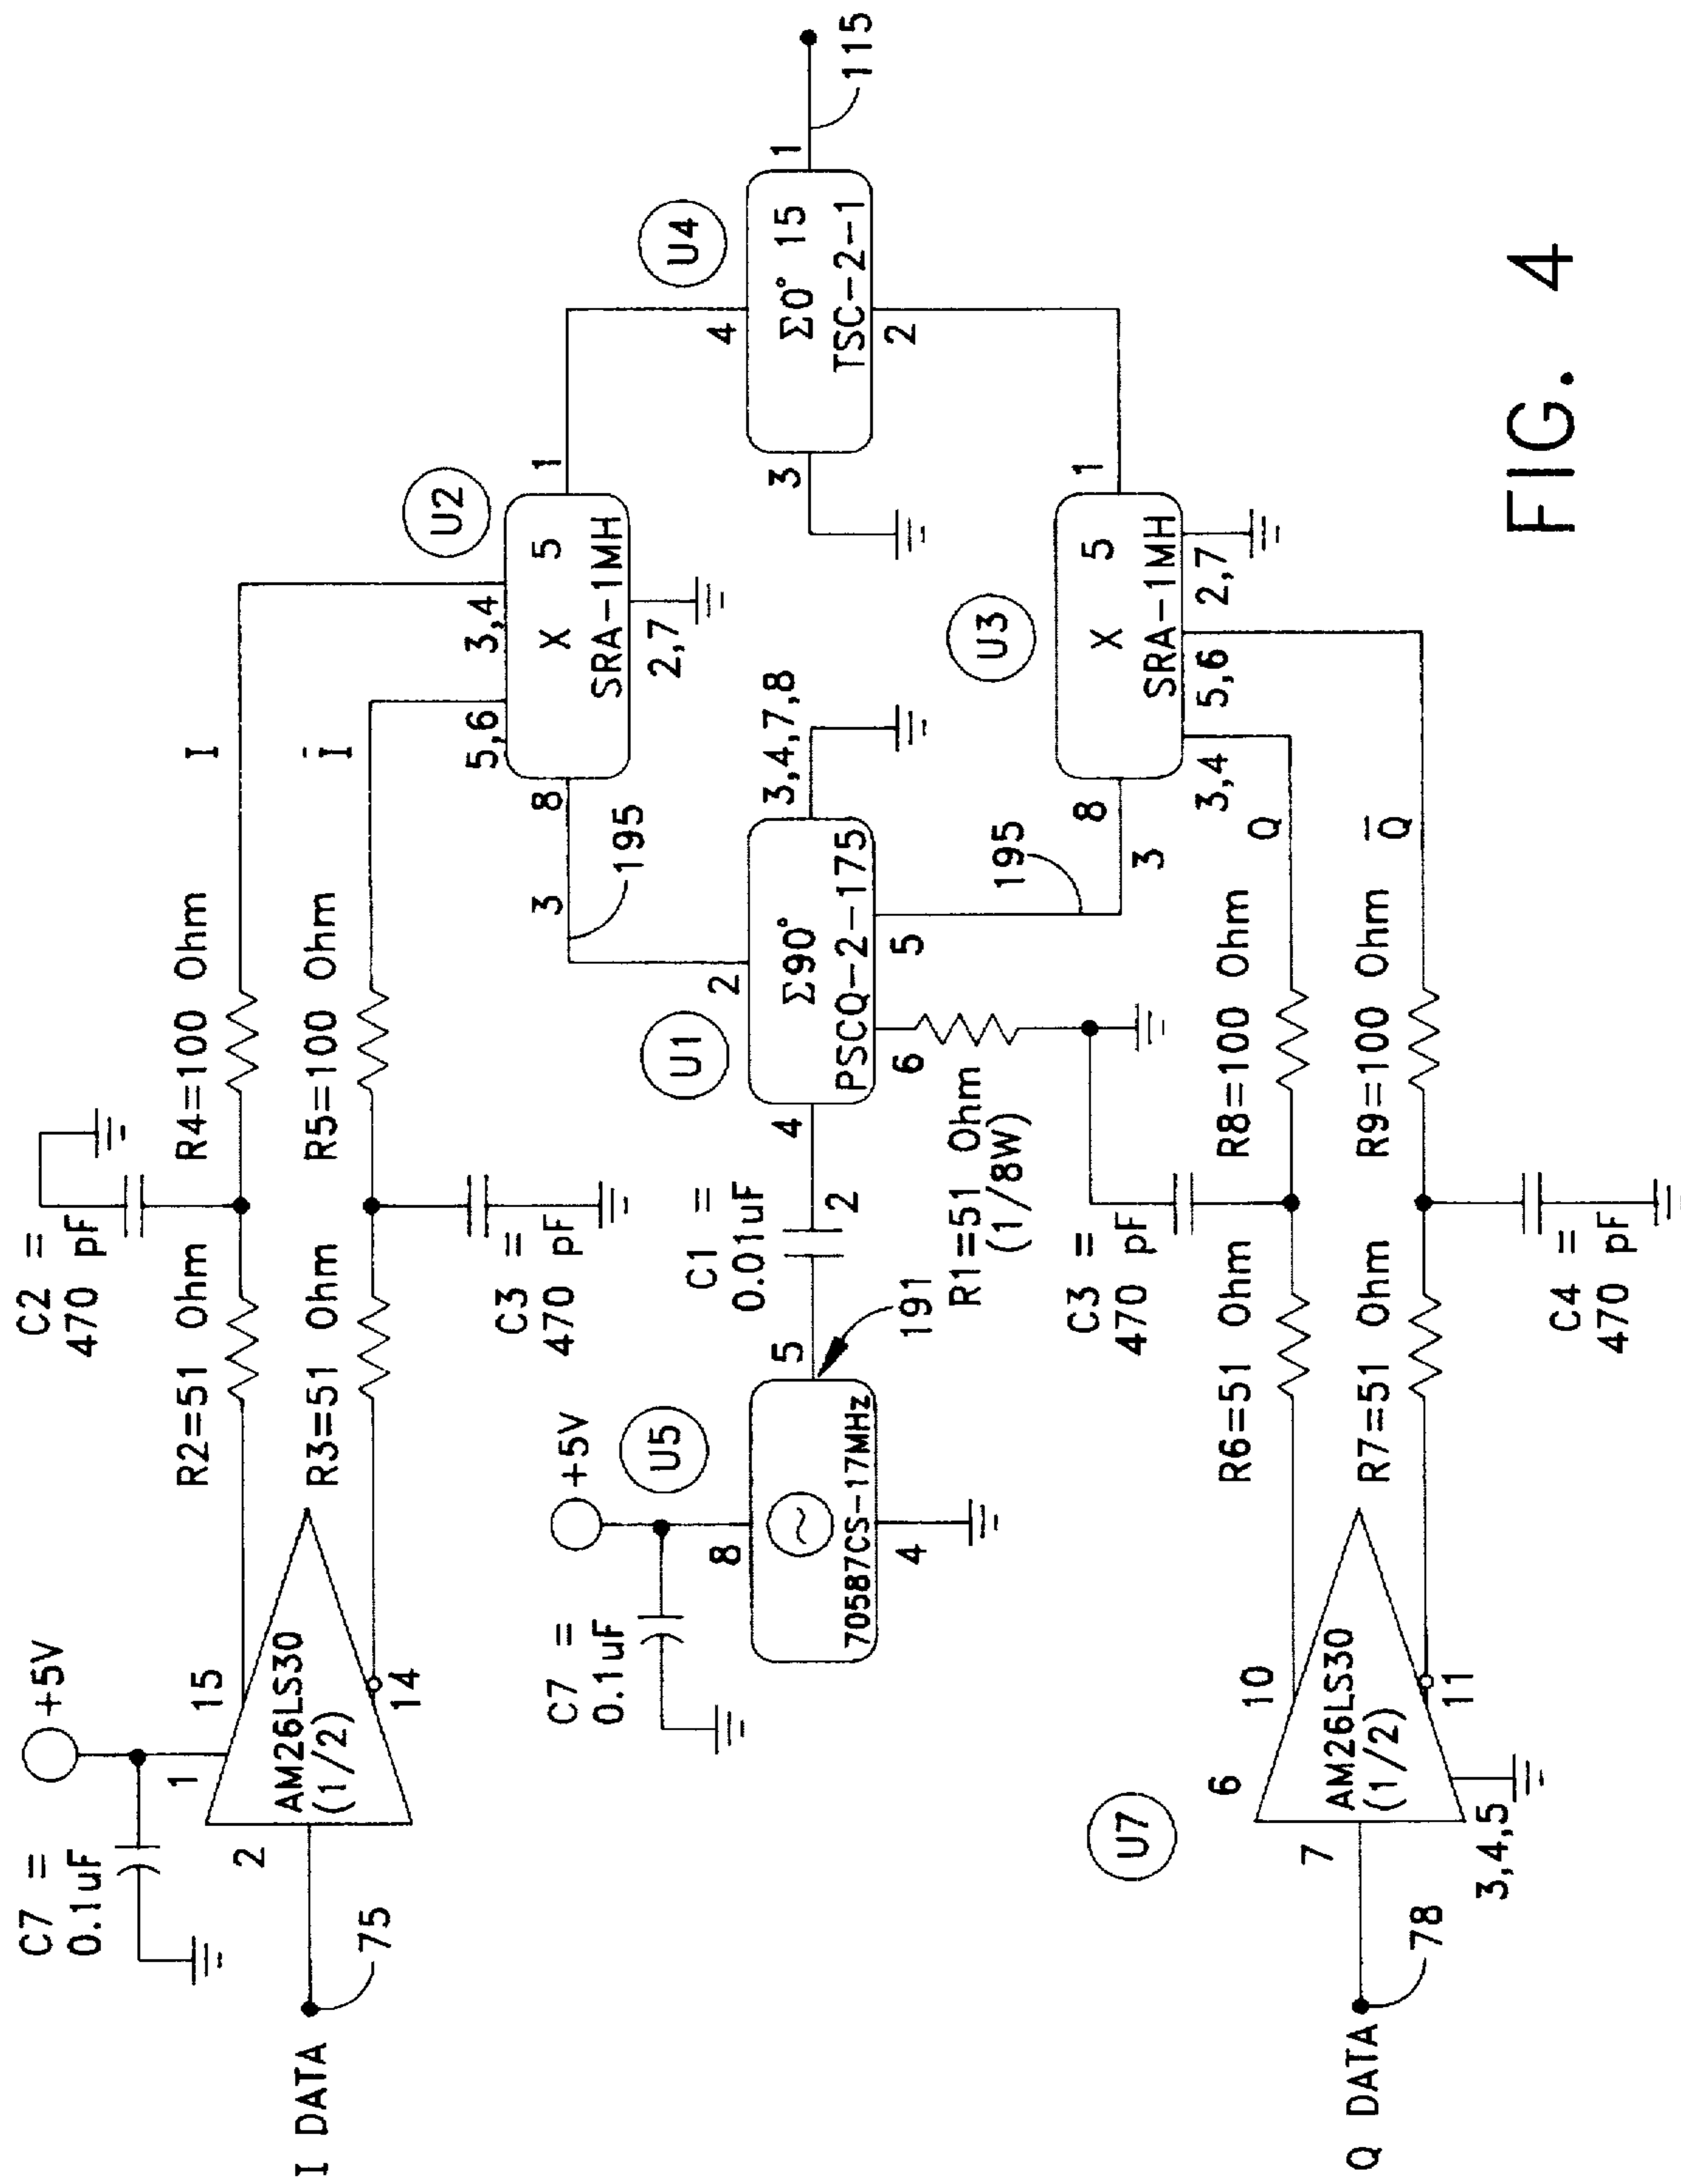 I DATA
75
2
C7 =
0.1uF
+5V
1
15
AM26LS30
(1/2)
14
R2=51 Ohm
C2 =
470 pF
R4=100 Ohm
I
R3=51 Ohm
C3 =
470 pF
R5=100 Ohm
I̅
5,6
3,4
U2
X 5
SRA-1MH
2,7
8
1
3
195
C7 =
0.1uF
+5V
U5
8
70587CS-17MHz
4
5
191
C1 =
0.01uF
2
4
U1
Σ90°
PSCQ-2-175
2
3,4,7,8
6
5
R1=51 Ohm
(1/8W)
195
3
8
U3
X 5
SRA-1MH
1
3,4
5,6
2,7
U4
4
Σ0° 15
TSC-2-1
3
2
1
115
Q DATA
78
7
U7
6
10
AM26LS30
(1/2)
11
3,4,5
R6=51 Ohm
C3 =
470 pF
R8=100 Ohm
Q
R7=51 Ohm
C4 =
470 pF
R9=100 Ohm
Q̅
FIG. 4